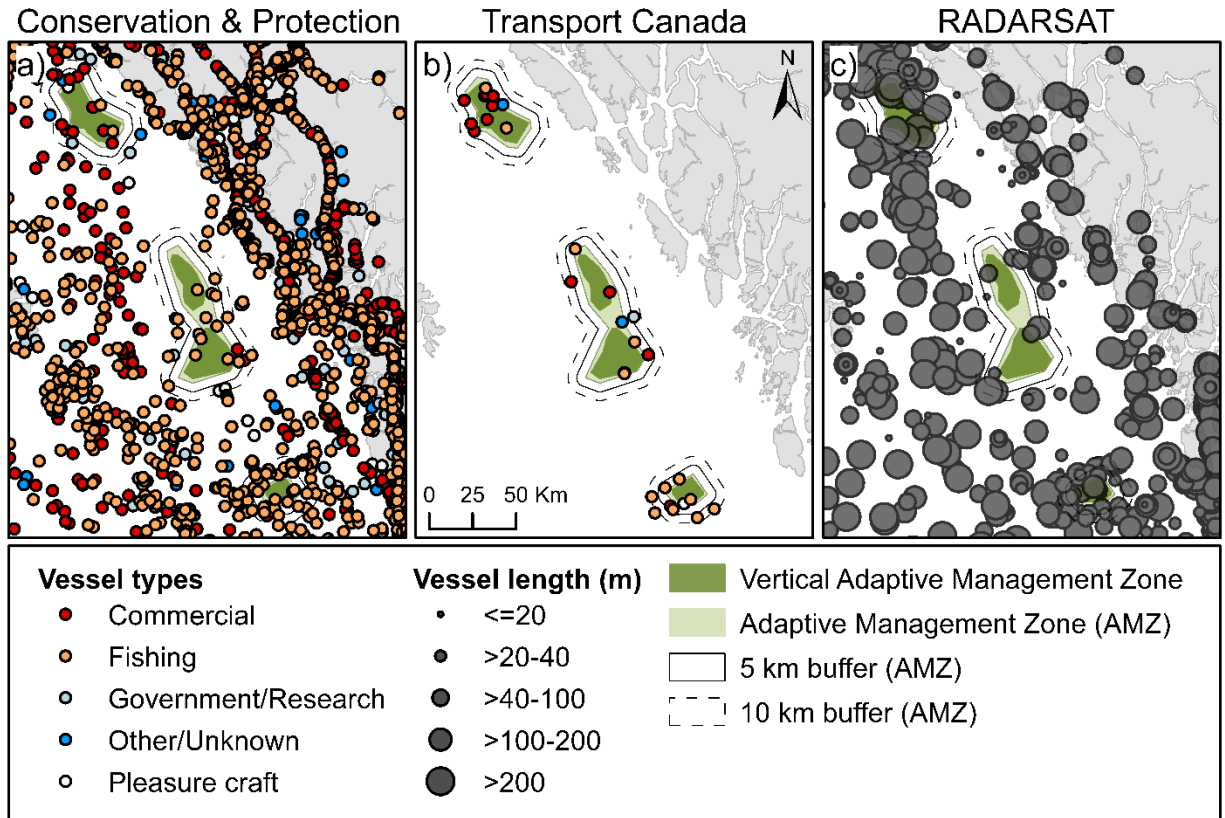 Conservation & Protection
Transport Canada
RADARSAT
a)
b)
N
c)
0 25 50 Km
Vessel types
Commercial
Fishing
Government/Research
Other/Unknown
Pleasure craft
Vessel length (m)
<=20
>20-40
>40-100
>100-200
>200
Vertical Adaptive Management Zone
Adaptive Management Zone (AMZ)
5 km buffer (AMZ)
10 km buffer (AMZ)